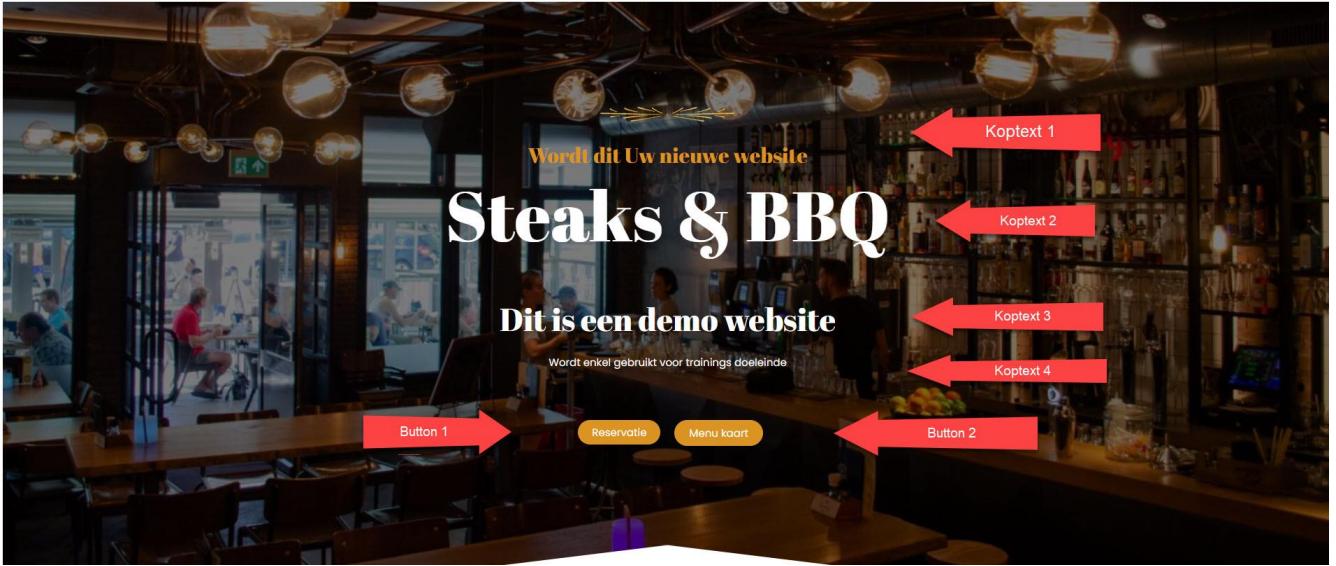 Koptext 1
Wordt dit Uw nieuwe website
Steaks & BBQ
Koptext 2
Dit is een demo website
Koptext 3
Wordt enkel gebruikt voor trainings doeleinde
Koptext 4
Button 1
Reservatie
Menu kaart
Button 2